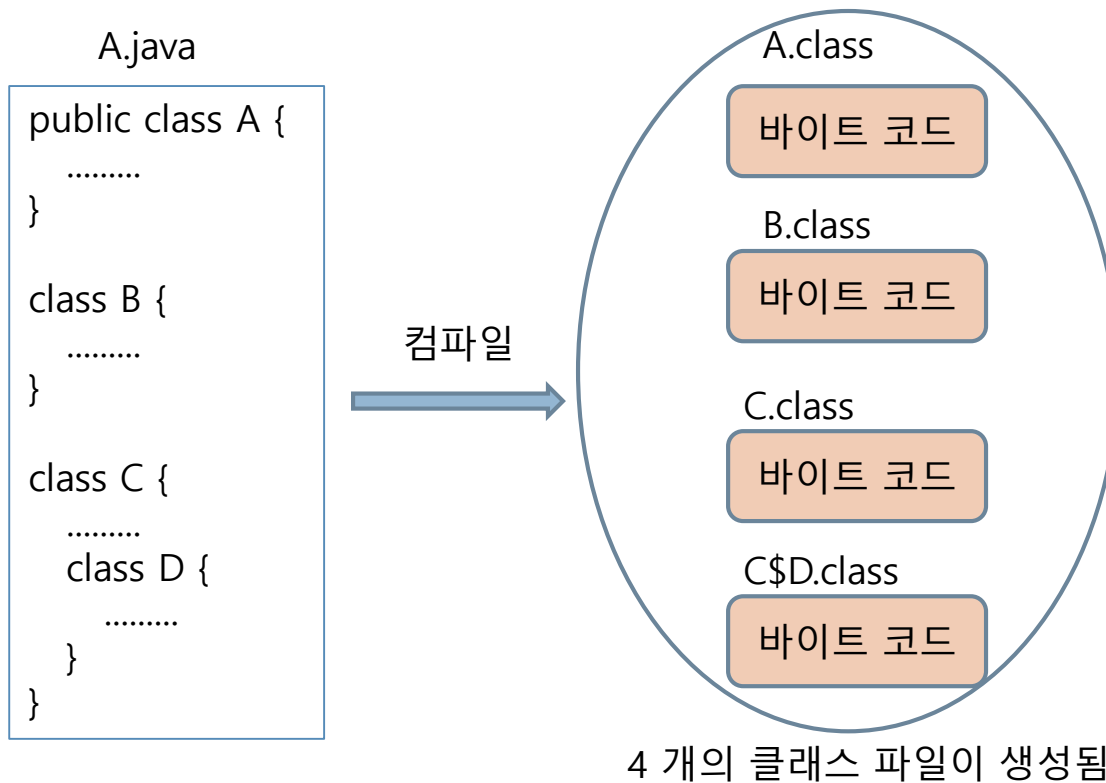 A.java
public class A {
.........
}
class B {
.........
}
class C {
.........
class D {
.........
}
}
컴파일
A.class
바이트 코드
B.class
바이트 코드
C.class
바이트 코드
C$D.class
바이트 코드
4 개의 클래스 파일이 생성됨